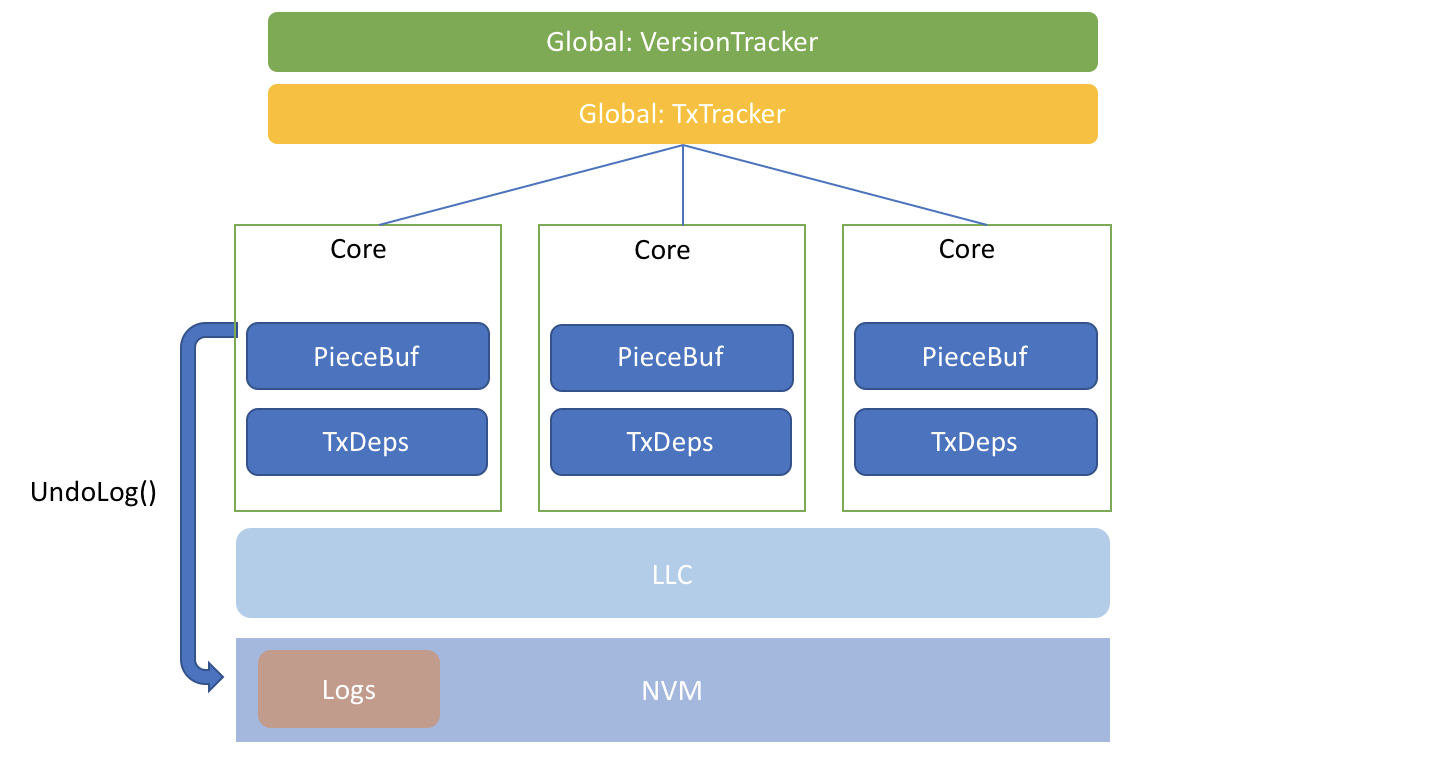 Global: VersionTracker
Global: TxTracker
Core
Core
Core
PieceBuf
PieceBuf
PieceBuf
TxDeps
TxDeps
TxDeps
UndoLog()
LLC
Logs
NVM